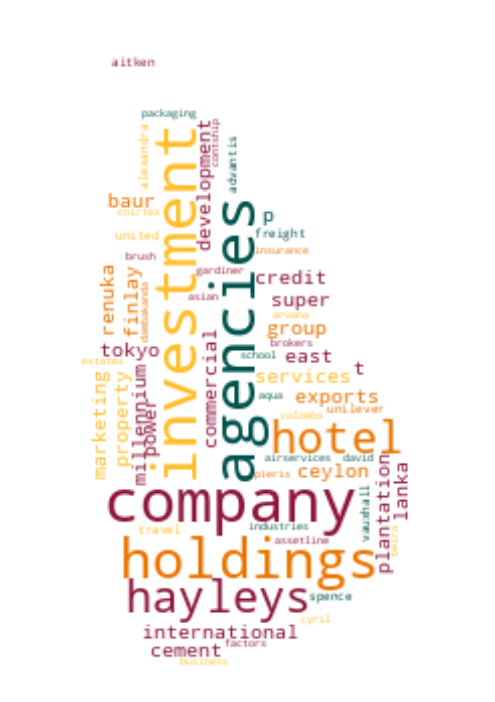 aitken
packaging
alexandra
investment
development
contship
advantis
agencies
baur
coirtex
p
united
freight
brush
insurance
renuka
finlay
dambakanda
gardiner
credit
asian
super
arvana
group
tokyo
commercial
brokers
estates
school
east
t
marketing
property
millennium
power
services
aqua
exports
unilever
colombo
hotel
airservices
david
pieris
ceylon
plantation
lanka
company
vauxhall
travel
industries
beira
assetline
holdings
hayleys
spence
cyril
international
factors
cement
business